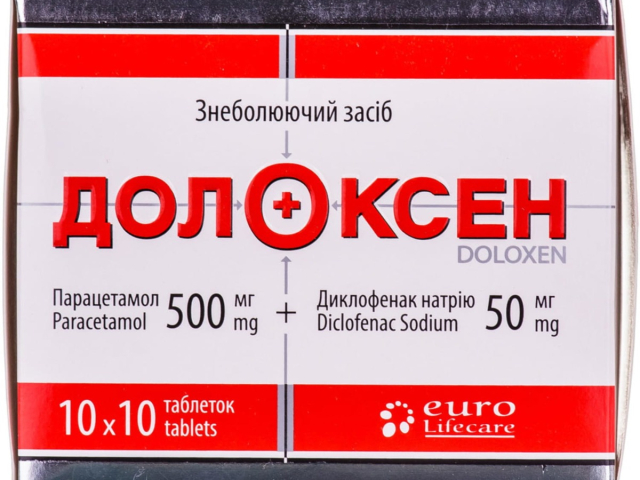 Знеболюючий засіб
ДОЛОКСЕН
DOLOXEN
Парацетамол 500 мг + Диклофенак натрію 50 мг
Paracetamol mg Diclofenac Sodium mg
10 x 10 таблеток
tablets
euro
Lifecare